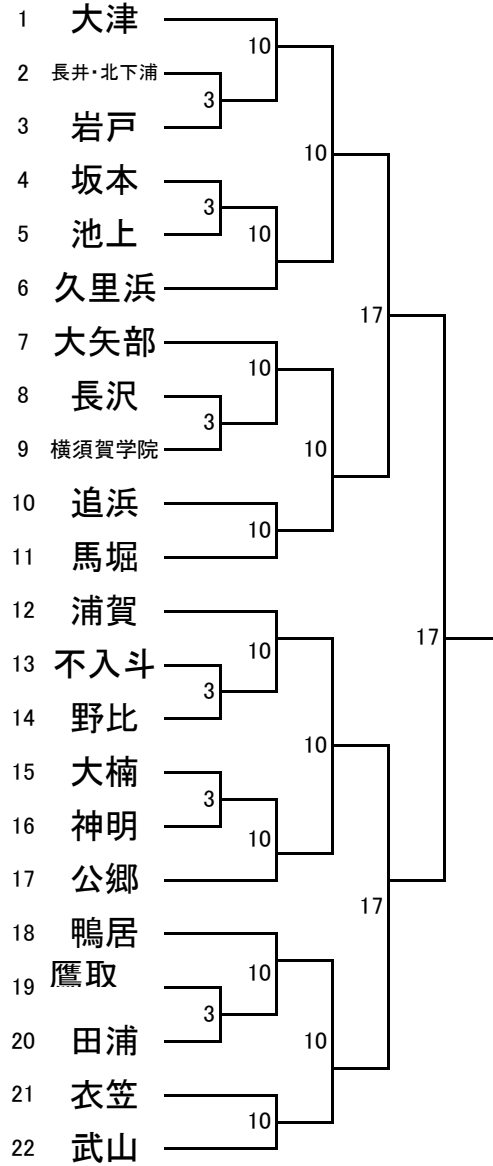 1 大津
10
2 長井・北下浦
3
3 岩戸
10
4 坂本
3
5 池上
10
6 久里浜
17
7 大矢部
10
8 長沢
3
9 横須賀学院
10
10 追浜
10
11 馬堀
12 浦賀
17
13 不入斗
10
3
14 野比
10
15 大楠
3
16 神明
10
17 公郷
17
18 鴨居
19 鷹取
10
3
20 田浦
10
21 衣笠
10
22 武山